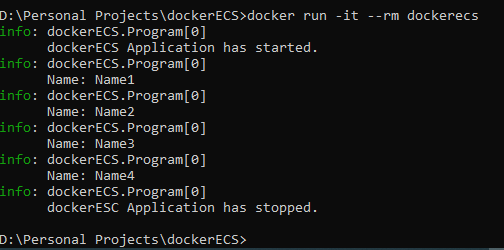 D:\Personal Projects\dockerECS>docker run -it --rm dockerecs
info: dockerECS.Program[0]
      dockerECS Application has started.
info: dockerECS.Program[0]
      Name: Name1
info: dockerECS.Program[0]
      Name: Name2
info: dockerECS.Program[0]
      Name: Name3
info: dockerECS.Program[0]
      Name: Name4
info: dockerECS.Program[0]
      dockerESC Application has stopped.
D:\Personal Projects\dockerECS>